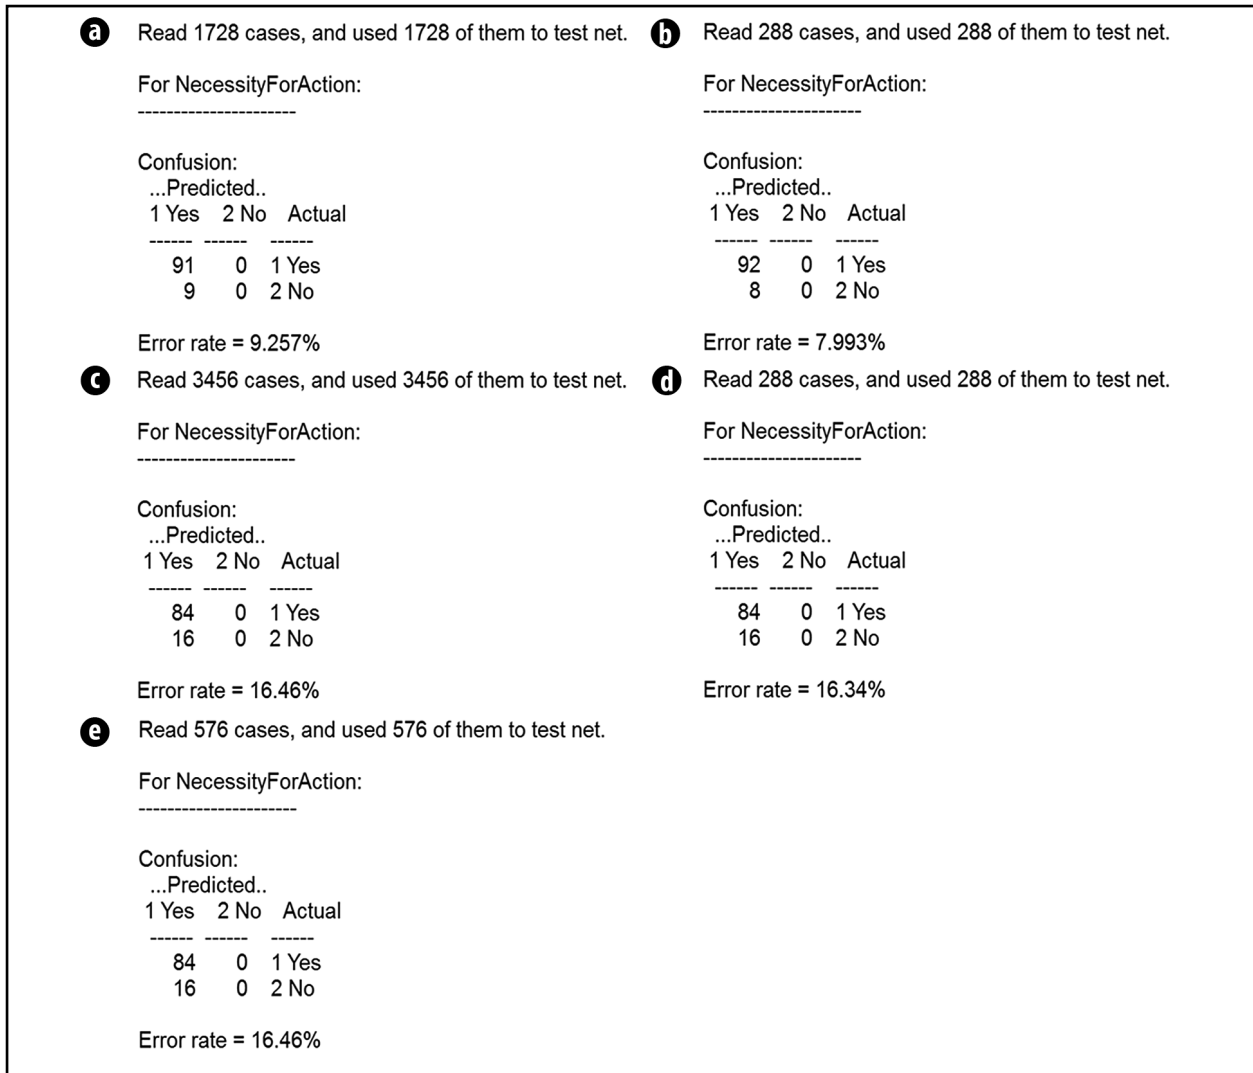 a Read 1728 cases, and used 1728 of them to test net.
For NecessityForAction:
----------------------
Confusion:
...Predicted..
1 Yes 2 No Actual
------ ------ ------
91 0 1 Yes
9 0 2 No
Error rate = 9.257%
b Read 288 cases, and used 288 of them to test net.
For NecessityForAction:
----------------------
Confusion:
...Predicted..
1 Yes 2 No Actual
------ ------ ------
92 0 1 Yes
8 0 2 No
Error rate = 7.993%
c Read 3456 cases, and used 3456 of them to test net.
For NecessityForAction:
----------------------
Confusion:
...Predicted..
1 Yes 2 No Actual
------ ------ ------
84 0 1 Yes
16 0 2 No
Error rate = 16.46%
d Read 288 cases, and used 288 of them to test net.
For NecessityForAction:
----------------------
Confusion:
...Predicted..
1 Yes 2 No Actual
------ ------ ------
84 0 1 Yes
16 0 2 No
Error rate = 16.34%
e Read 576 cases, and used 576 of them to test net.
For NecessityForAction:
----------------------
Confusion:
...Predicted..
1 Yes 2 No Actual
------ ------ ------
84 0 1 Yes
16 0 2 No
Error rate = 16.46%